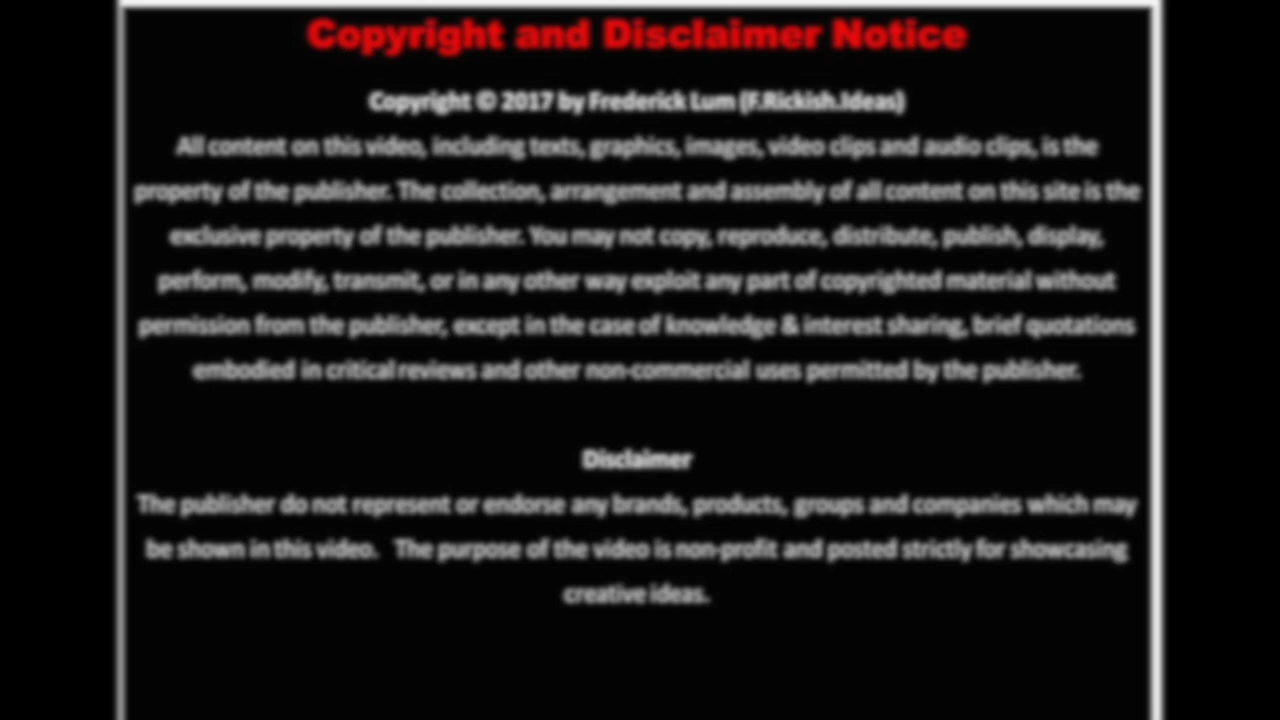 Copyright and Disclaimer Notice
Copyright © 2017 by Frederick Lum (F.Rickish.Ideas)
All content on this video, including texts, graphics, images, video clips and audio clips, is the
property of the publisher. The collection, arrangement and assembly of all content on this site is the
exclusive property of the publisher. You may not copy, reproduce, distribute, publish, display,
perform, modify, transmit, or in any other way exploit any part of copyrighted material without
permission from the publisher, except in the case of knowledge & interest sharing, brief quotations
embodied in critical reviews and other non-commercial uses permitted by the publisher.
Disclaimer
The publisher do not represent or endorse any brands, products, groups and companies which may
be shown in this video. The purpose of the video is non-profit and posted strictly for showcasing
creative ideas.